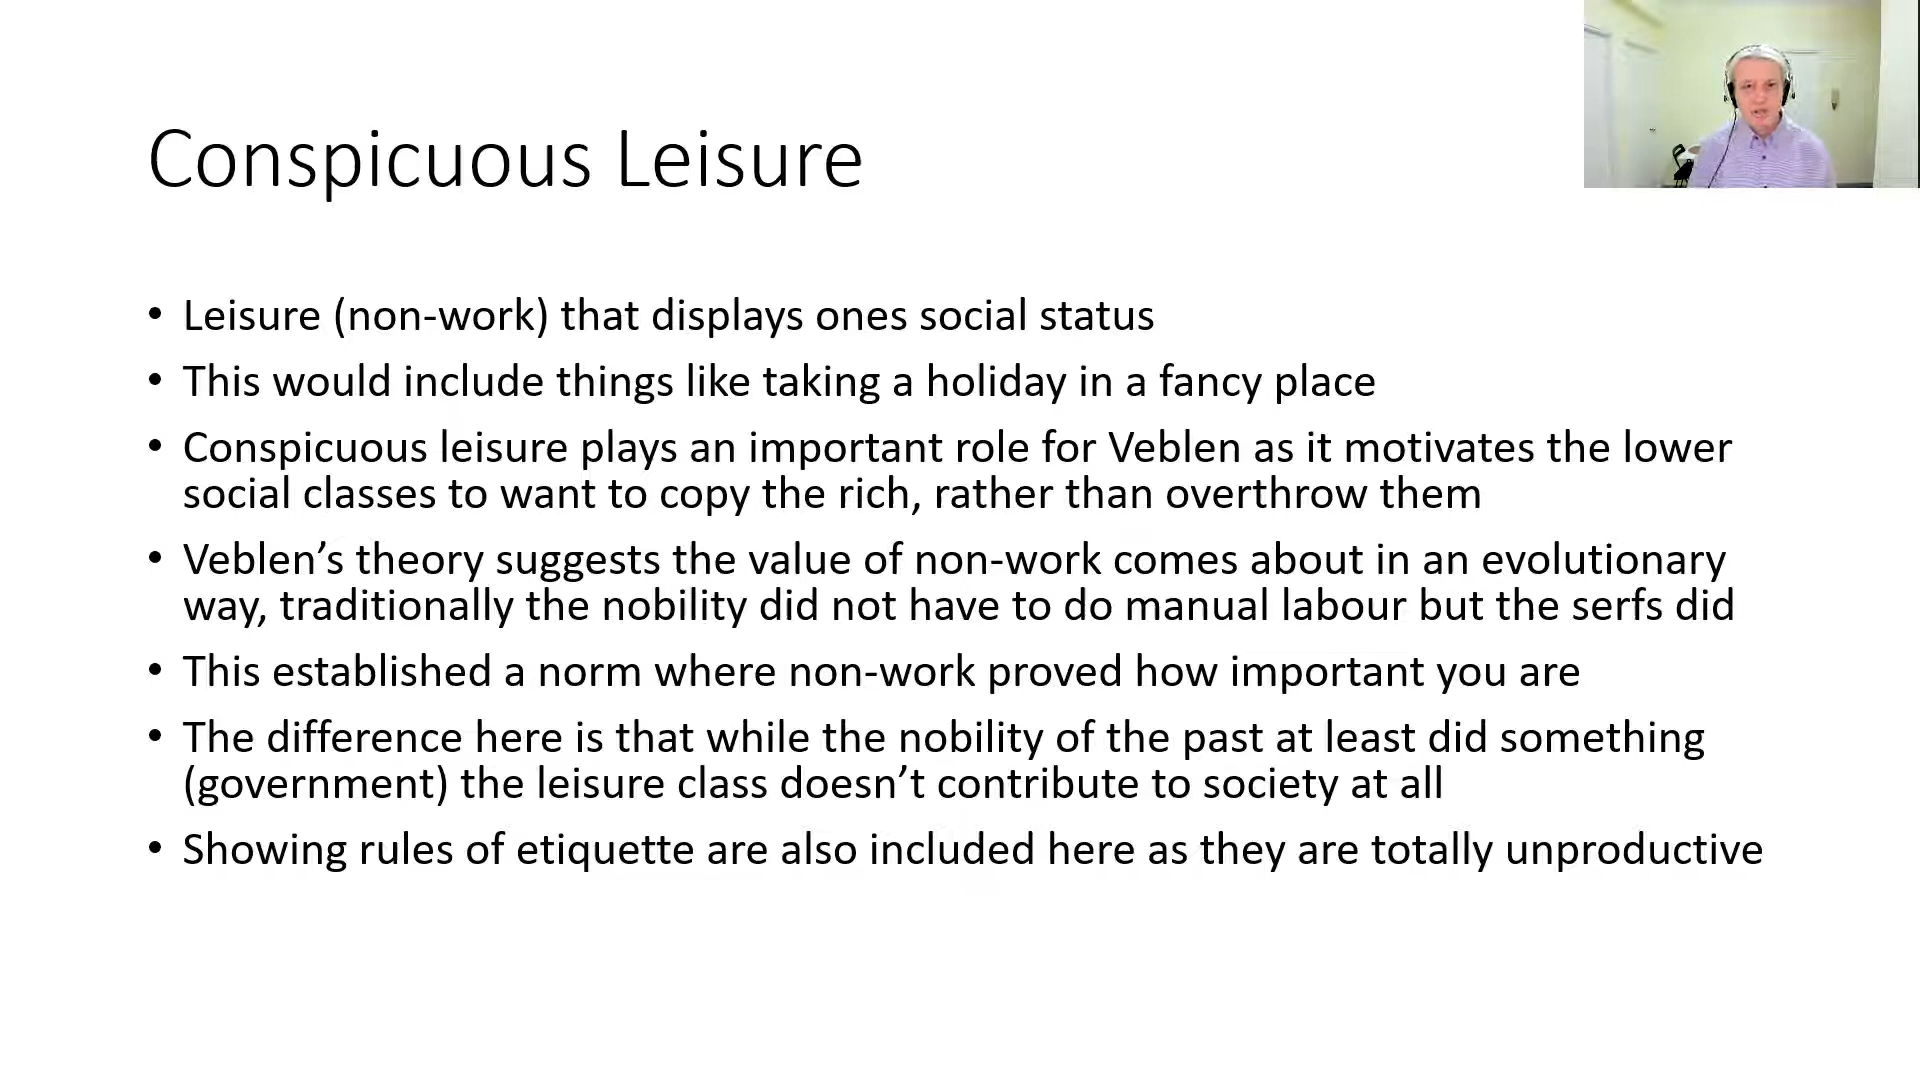 Conspicuous Leisure
• Leisure (non-work) that displays ones social status
• This would include things like taking a holiday in a fancy place
• Conspicuous leisure plays an important role for Veblen as it motivates the lower
social classes to want to copy the rich, rather than overthrow them
• Veblen’s theory suggests the value of non-work comes about in an evolutionary
way, traditionally the nobility did not have to do manual labour but the serfs did
• This established a norm where non-work proved how important you are
• The difference here is that while the nobility of the past at least did something
(government) the leisure class doesn’t contribute to society at all
• Showing rules of etiquette are also included here as they are totally unproductive